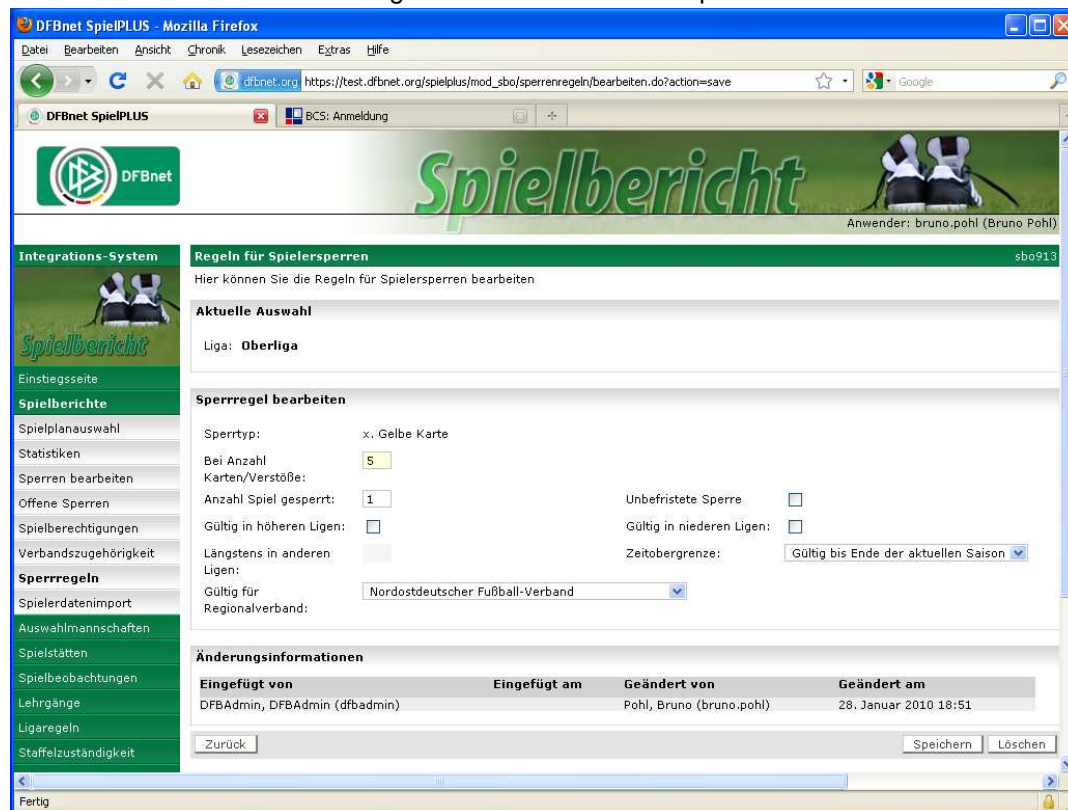 DFBnet SpielPLUS - Mozilla Firefox
Datei Bearbeiten Ansicht Chronik Lesezeichen Extras Hilfe
dfbnet.org https://test.dfbnet.org/spielplus/mod_sbo/sperrenregeln/bearbeiten.do?action=save
Google
DFBnet SpielPLUS
BCS: Anmeldung
DFBnet
Spielbericht
Anwender: bruno.pohl (Bruno Pohl)
Integrations-System
Spielbericht
Einstiegsseite
Spielberichte
Spielplanauswahl
Statistiken
Sperren bearbeiten
Offene Sperren
Spielberechtigungen
Verbandszugehörigkeit
Sperrregeln
Spielerdatenimport
Auswahlmannschaften
Spielstätten
Spielbeobachtungen
Lehrgänge
Ligaregeln
Staffelzuständigkeit
Regeln für Spielersperren sbo913
Hier können Sie die Regeln für Spielersperren bearbeiten
Aktuelle Auswahl
Liga: Oberliga
Sperrregel bearbeiten
Sperrtyp: x. Gelbe Karte
Bei Anzahl Karten/Verstöße: 5
Anzahl Spiel gesperrt: 1 Unbefristete Sperre
Gültig in höheren Ligen: Gültig in niederen Ligen:
Längstens in anderen Ligen: Zeitobergrenze: Gültig bis Ende der aktuellen Saison
Gültig für Regionalverband: Nordostdeutscher Fußball-Verband
Änderungsinformationen
Eingefügt von Eingefügt am Geändert von Geändert am
DFBAdmin, DFBAdmin (dfbadmin) Pohl, Bruno (bruno.pohl) 28. Januar 2010 18:51
Zurück Speichern Löschen
Fertig